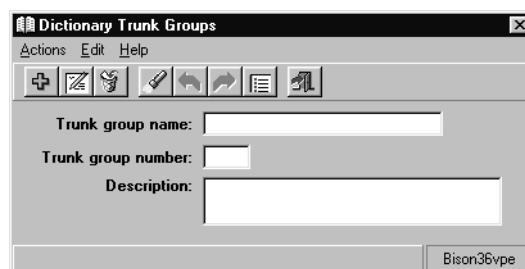 Dictionary Trunk Groups
Actions Edit Help
Trunk group name:
Trunk group number:
Description:
Bison36vpe